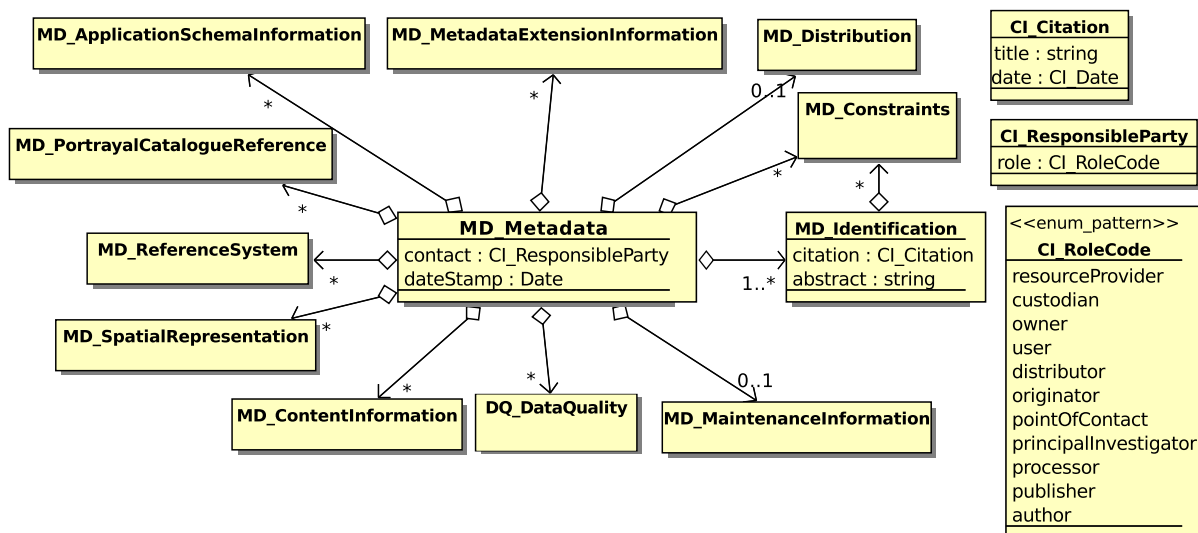 MD_ApplicationSchemaInformation
MD_MetadataExtensionInformation
MD_Distribution
CI_Citation
title : string
date : CI_Date
*
*
0..1
MD_Constraints
MD_PortrayalCatalogueReference
CI_ResponsibleParty
role : CI_RoleCode
*
*
*
MD_Metadata
contact : CI_ResponsibleParty
dateStamp : Date
MD_Identification
citation : CI_Citation
abstract : string
<<enum_pattern>>
CI_RoleCode
resourceProvider
custodian
owner
user
distributor
originator
pointOfContact
principalInvestigator
processor
publisher
author
MD_ReferenceSystem
*
1..*
MD_SpatialRepresentation
*
*
*
0..1
MD_ContentInformation
DQ_DataQuality
MD_MaintenanceInformation